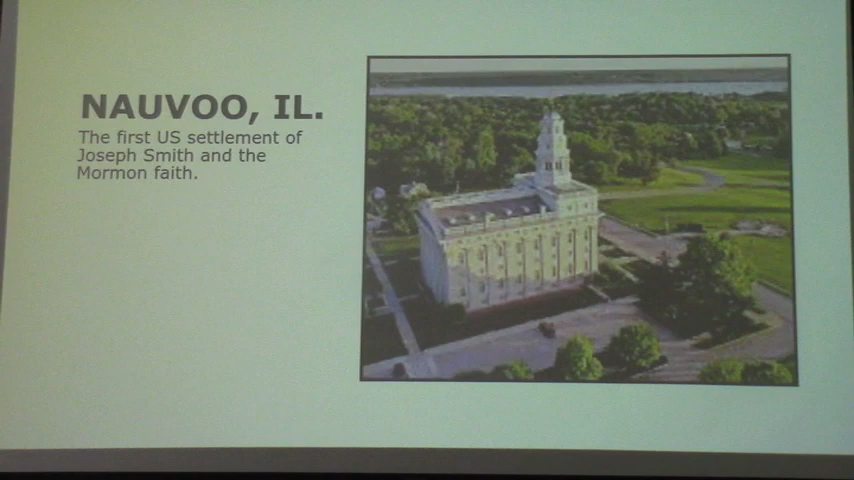 NAUVOO, IL.
The first US settlement of
Joseph Smith and the
Mormon faith.